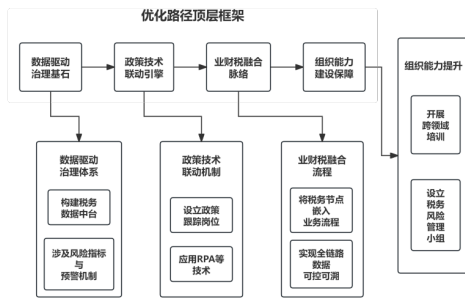 优化路径顶层框架
数据驱动
治理基石
政策技术
联动引擎
业财税融合
脉络
组织能力
建设保障
数据驱动
治理体系
构建税务
数据中台
涉及风险指标
与
预警机制
政策技术
联动机制
设立政策
跟踪岗位
应用RPA等
技术
业财税融合
流程
将税务节点
嵌入
业务流程
实现全链路
数据
可控可溯
组织能力提升
开展
跨领域
培训
设立
税务
风险
管理
小组